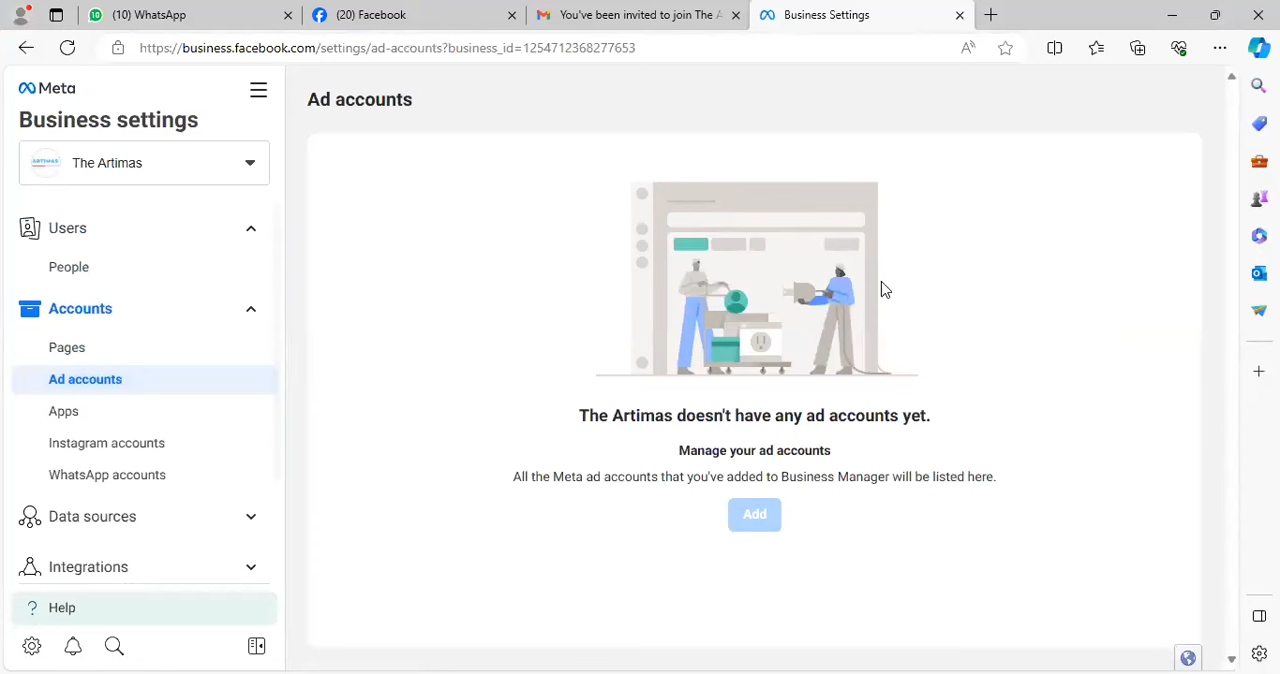 (10) WhatsApp
(20) Facebook
You've been invited to join The A
Business Settings
https://business.facebook.com/settings/ad-accounts?business_id=1254712368277653
Meta
Business settings
ARTIMAS
The Artimas
Users
People
Accounts
Pages
Ad accounts
Apps
Instagram accounts
WhatsApp accounts
Data sources
Integrations
? Help
Ad accounts
The Artimas doesn't have any ad accounts yet.
Manage your ad accounts
All the Meta ad accounts that you've added to Business Manager will be listed here.
Add